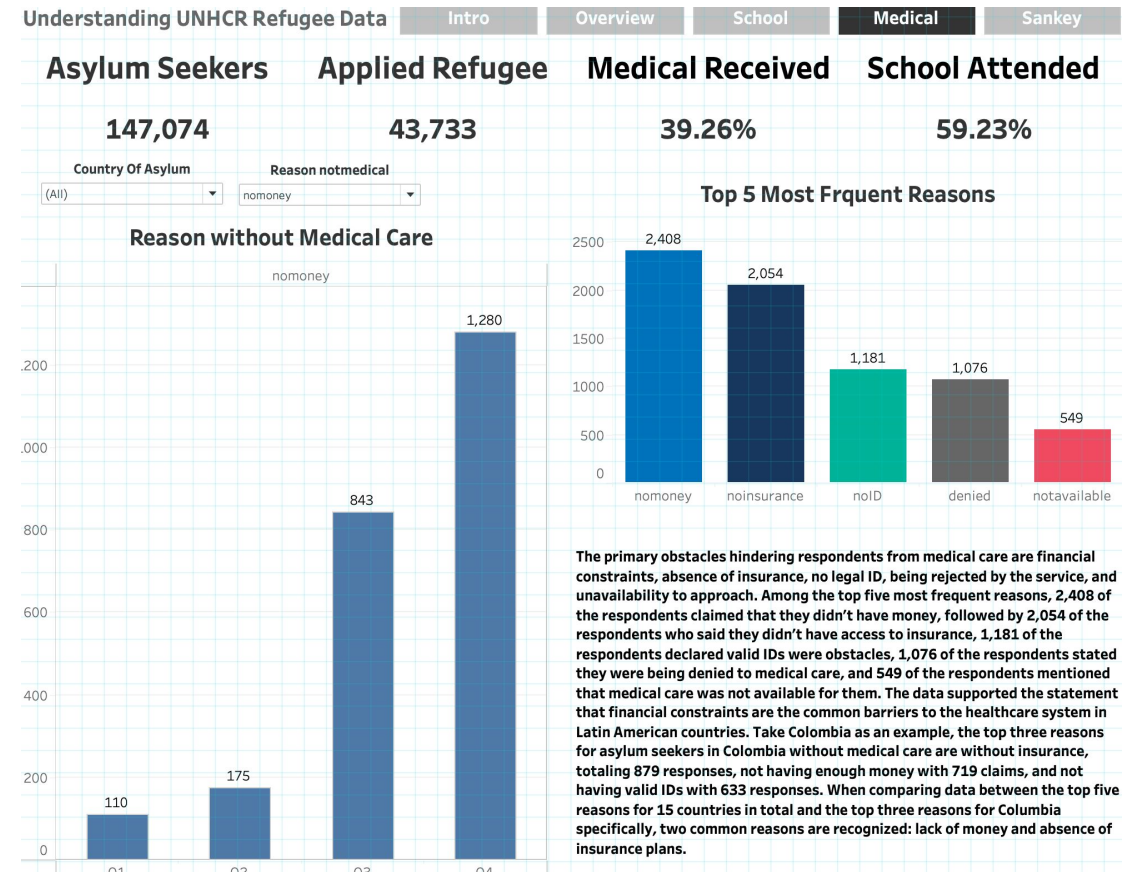 Understanding UNHCR Refugee Data
Intro
Overview
School
Medical
Sankey
Asylum Seekers
Applied Refugee
Medical Received
School Attended
147,074
43,733
39.26%
59.23%
Country Of Asylum
Reason notmedical
(All)
nomoney
Top 5 Most Frquent Reasons
Reason without Medical Care
nomoney
1,280
843
175
110
.200
.000
800
600
400
200
0
2500
2000
1500
1000
500
0
2,408
2,054
1,181
1,076
549
nomoney
noinsurance
noID
denied
notavailable
The primary obstacles hindering respondents from medical care are financial
constraints, absence of insurance, no legal ID, being rejected by the service, and
unavailability to approach. Among the top five most frequent reasons, 2,408 of
the respondents claimed that they didn't have money, followed by 2,054 of the
respondents who said they didn't have access to insurance, 1,181 of the
respondents declared valid IDs were obstacles, 1,076 of the respondents stated
they were being denied to medical care, and 549 of the respondents mentioned
that medical care was not available for them. The data supported the statement
that financial constraints are the common barriers to the healthcare system in
Latin American countries. Take Colombia as an example, the top three reasons
for asylum seekers in Colombia without medical care are without insurance,
totaling 879 responses, not having enough money with 719 claims, and not
having valid IDs with 633 responses. When comparing data between the top five
reasons for 15 countries in total and the top three reasons for Columbia
specifically, two common reasons are recognized: lack of money and absence of
insurance plans.